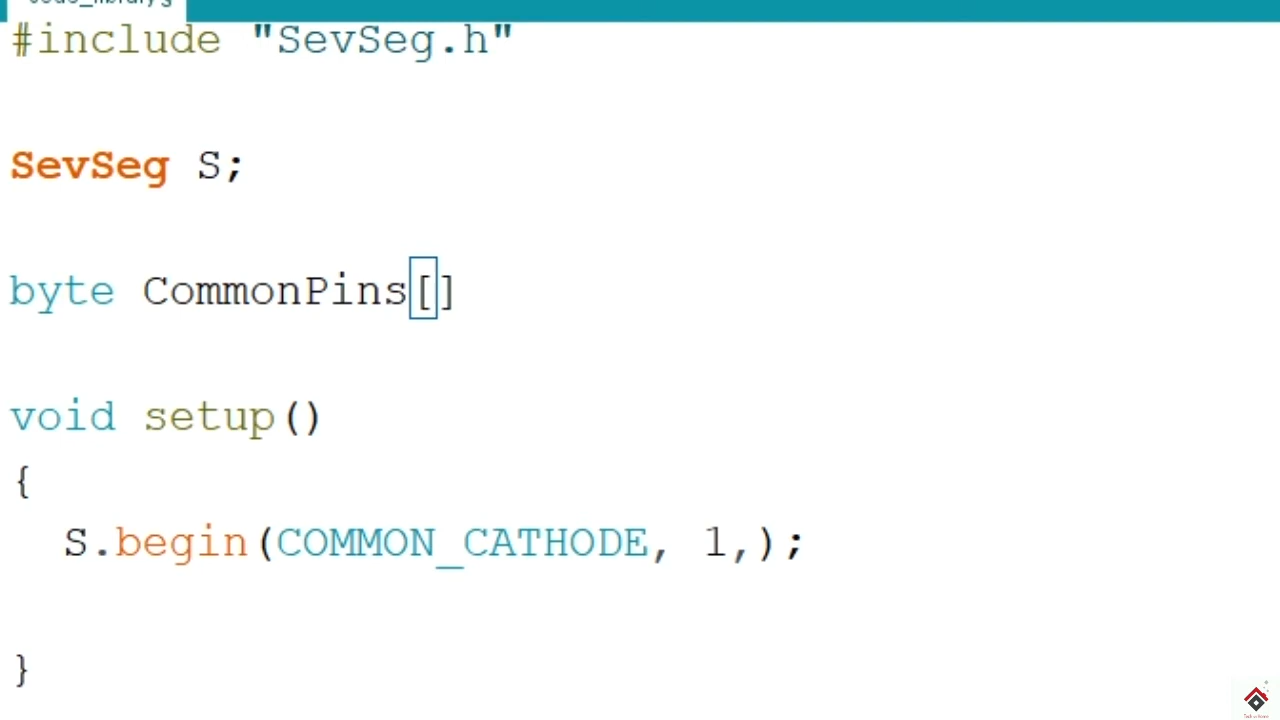 #include "SevSeg.h"
SevSeg S;
byte CommonPins[]
void setup()
{
  S.begin(COMMON_CATHODE, 1,);
}